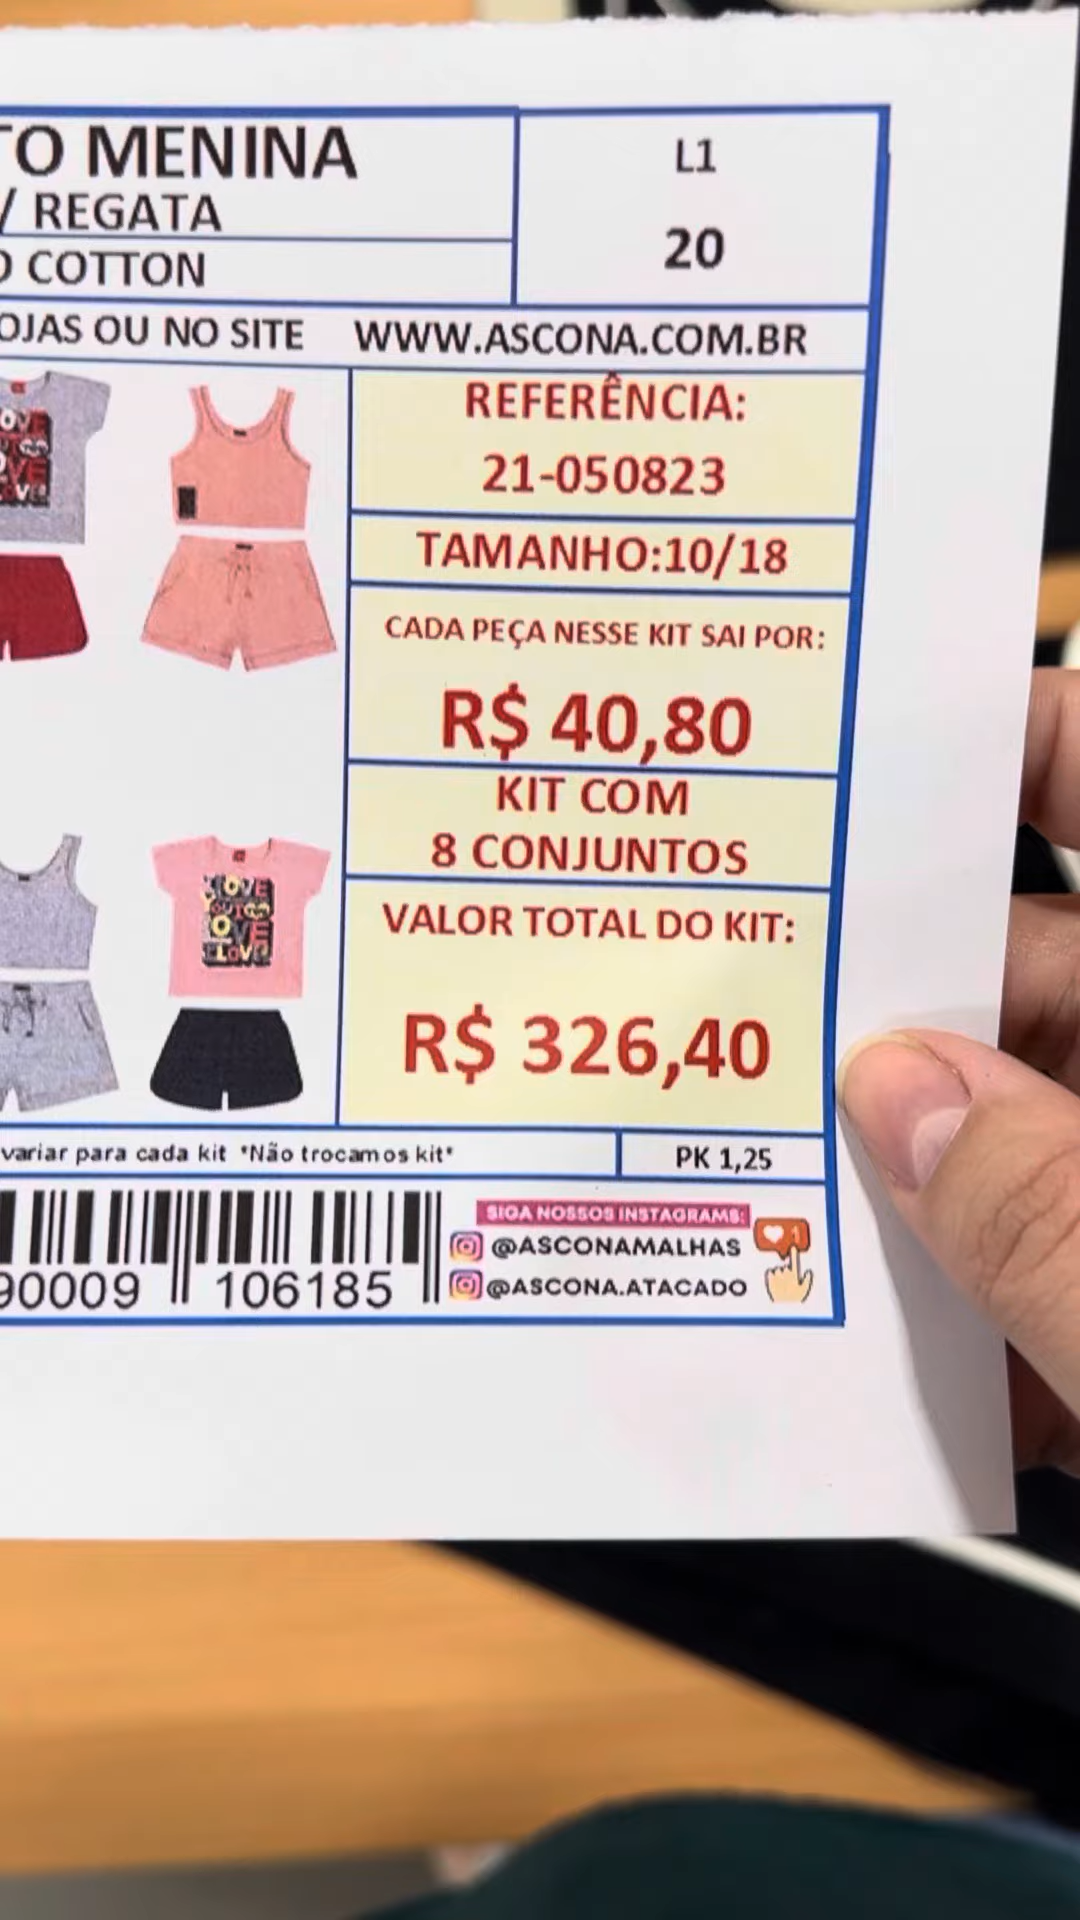 TO MENINA
/ REGATA
COTTON
L1
20
OJAS OU NO SITE WWW.ASCONA.COM.BR
REFERÊNCIA:
21-050823
TAMANHO:10/18
CADA PEÇA NESSE KIT SAI POR:
R$ 40,80
KIT COM
8 CONJUNTOS
VALOR TOTAL DO KIT:
R$ 326,40
variar para cada kit *Não trocamos kit*
PK 1,25
90009 106185
SIGA NOSSOS INSTAGRAMS:
@ASCONAMALHAS
@ASCONA.ATACADO